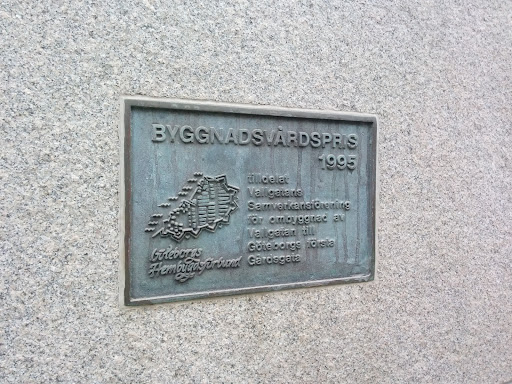 BYGGNADSVÅRDSPRIS
1995
tilldelat
Vallgatans
Samverkansförening
för ombyggnad av
Vallgatan till
Göteborgs första
Gårdsgata
Göteborgs
Hembygdsförbund